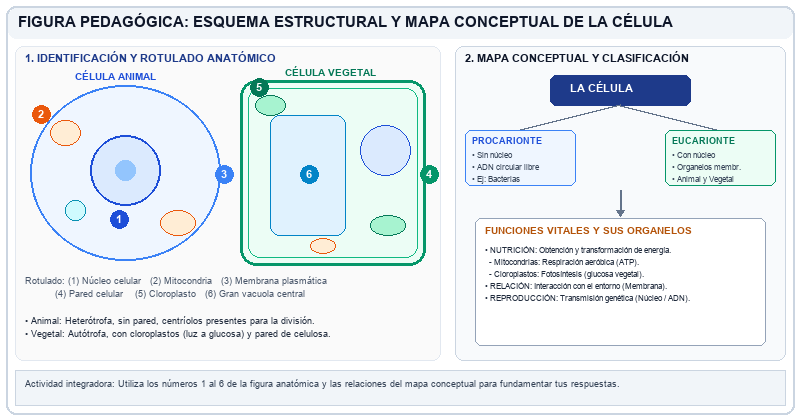 FIGURA PEDAGÓGICA: ESQUEMA ESTRUCTURAL Y MAPA CONCEPTUAL DE LA CÉLULA
1. IDENTIFICACIÓN Y ROTULADO ANATÓMICO
CÉLULA ANIMAL
CÉLULA VEGETAL
2
5
3
6
4
1
Rotulado: (1) Núcleo celular (2) Mitocondria (3) Membrana plasmática
(4) Pared celular (5) Cloroplasto (6) Gran vacuola central
• Animal: Heterótrofa, sin pared, centríolos presentes para la división.
• Vegetal: Autótrofa, con cloroplastos (luz a glucosa) y pared de celulosa.
2. MAPA CONCEPTUAL Y CLASIFICACIÓN
LA CÉLULA
PROCARIONTE
• Sin núcleo
• ADN circular libre
• Ej: Bacterias
EUCARIONTE
• Con núcleo
• Organelos membr.
• Animal y Vegetal
FUNCIONES VITALES Y SUS ORGANELOS
• NUTRICIÓN: Obtención y transformación de energía.
- Mitocondrias: Respiración aeróbica (ATP).
- Cloroplastos: Fotosíntesis (glucosa vegetal).
• RELACIÓN: Interacción con el entorno (Membrana).
• REPRODUCCIÓN: Transmisión genética (Núcleo / ADN).
Actividad integradora: Utiliza los números 1 al 6 de la figura anatómica y las relaciones del mapa conceptual para fundamentar tus respuestas.